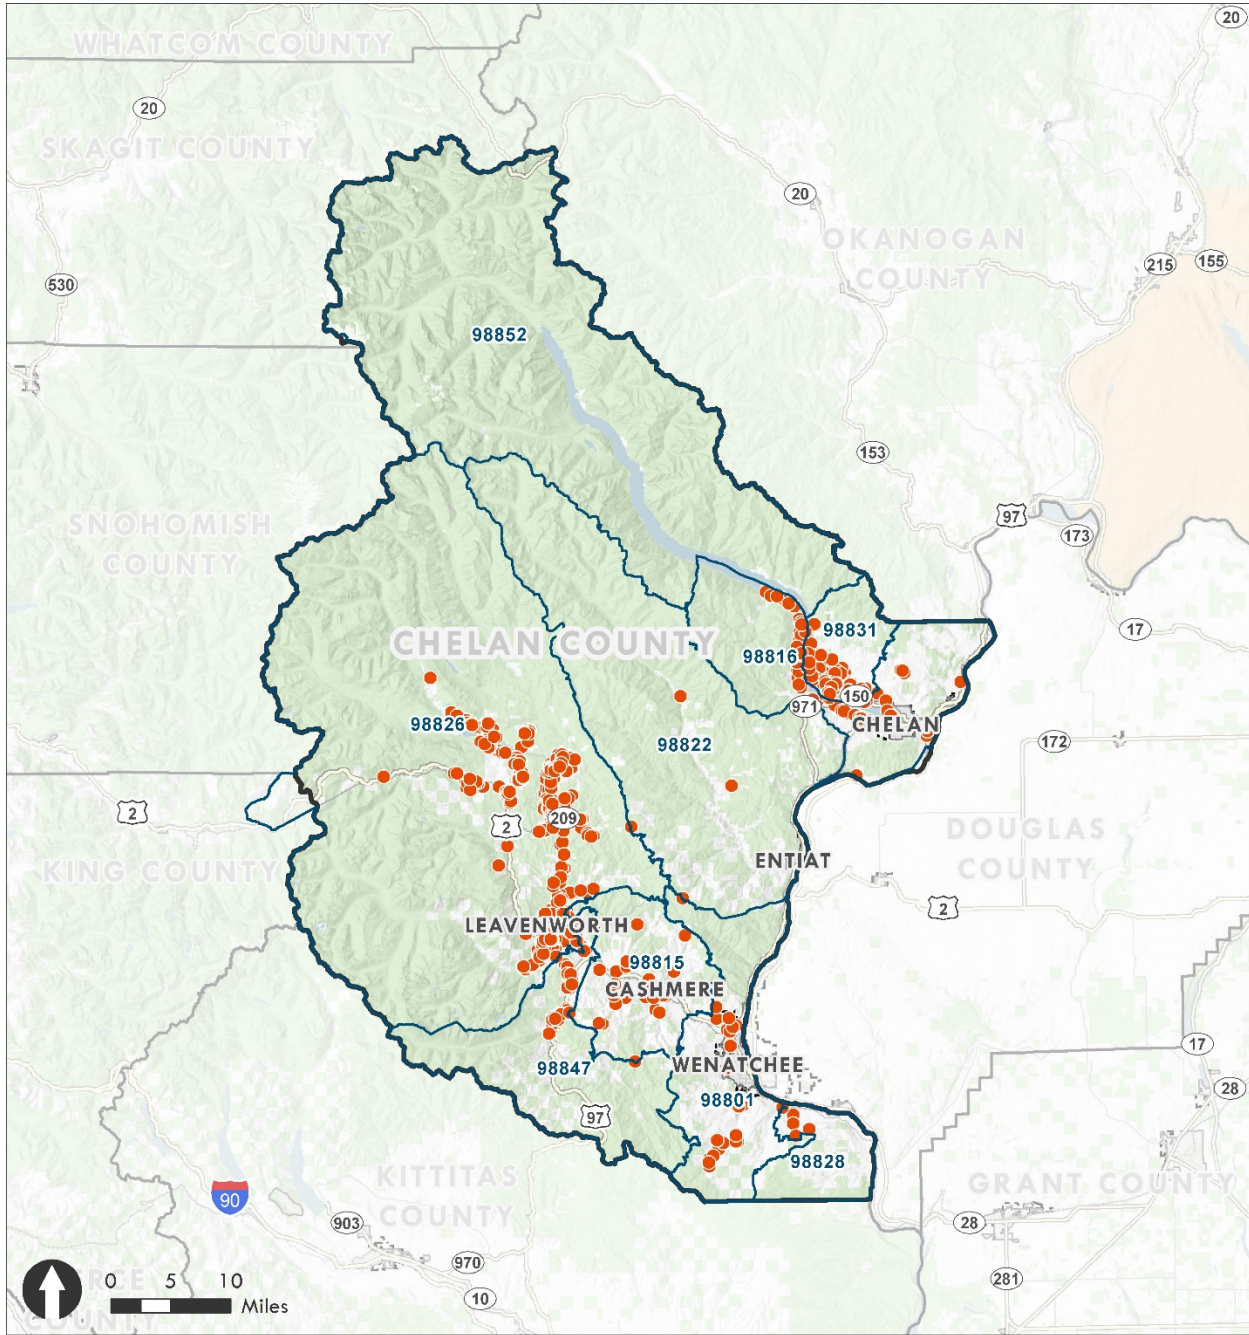 20
WHATCOM COUNTY
20
SKAGIT COUNTY
20
OKANOGAN
COUNTY
215
155
530
98852
153
97
173
SNOHOMISH
COUNTY
17
98831
CHELAN COUNTY
98816
150
971
CHELAN
98826
98822
172
2
209
2
KING COUNTY
DOUGLAS
COUNTY
ENTIAT
2
LEAVENWORTH
98815
CASHMERE
17
98847
WENATCHEE
28
98801
97
98828
KITTITAS
COUNTY
GRANT COUNTY
90
903
28
970
281
10
COUNTY
0 5 10
Miles